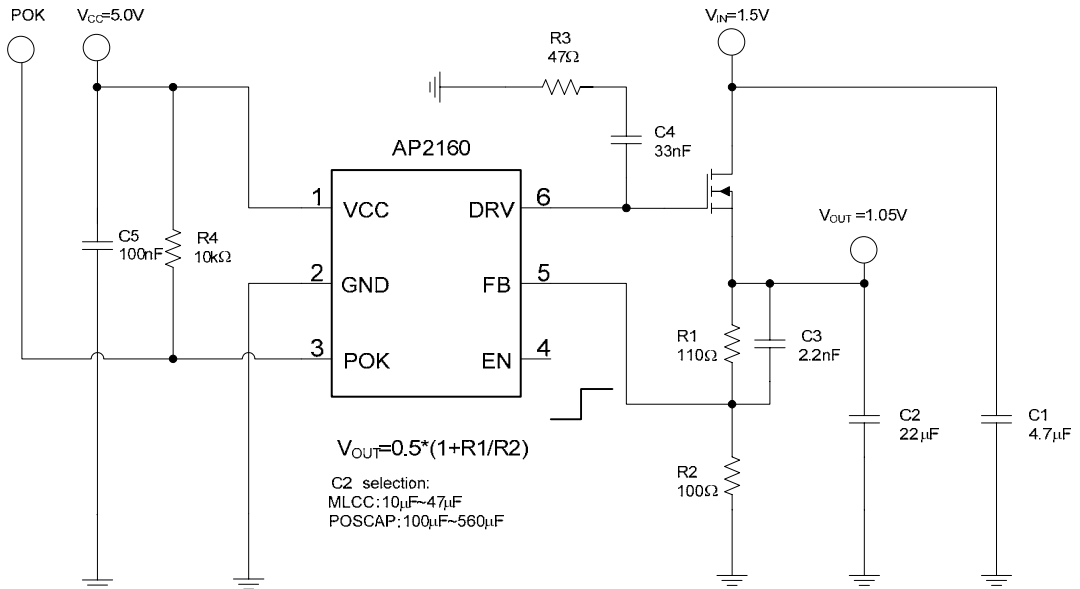 POK
VCC=5.0V
VIN=1.5V
R3
47Ω
C4
33nF
AP2160
1
VCC
DRV
6
VOUT =1.05V
C5
100nF
R4
10kΩ
2
GND
FB
5
R1
110Ω
C3
2.2nF
3
POK
EN
4
C2
22μF
C1
4.7μF
VOUT=0.5*(1+R1/R2)
R2
100Ω
C2 selection:
MLCC:10μF~47μF
POSCAP:100μF~560μF